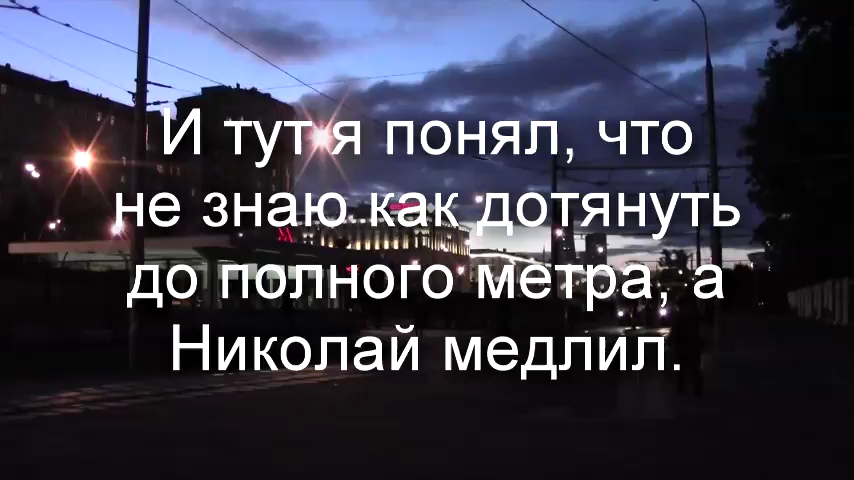 И тут я понял, что
не знаю как дотянуть
до полного метра, а
Николай медлил.